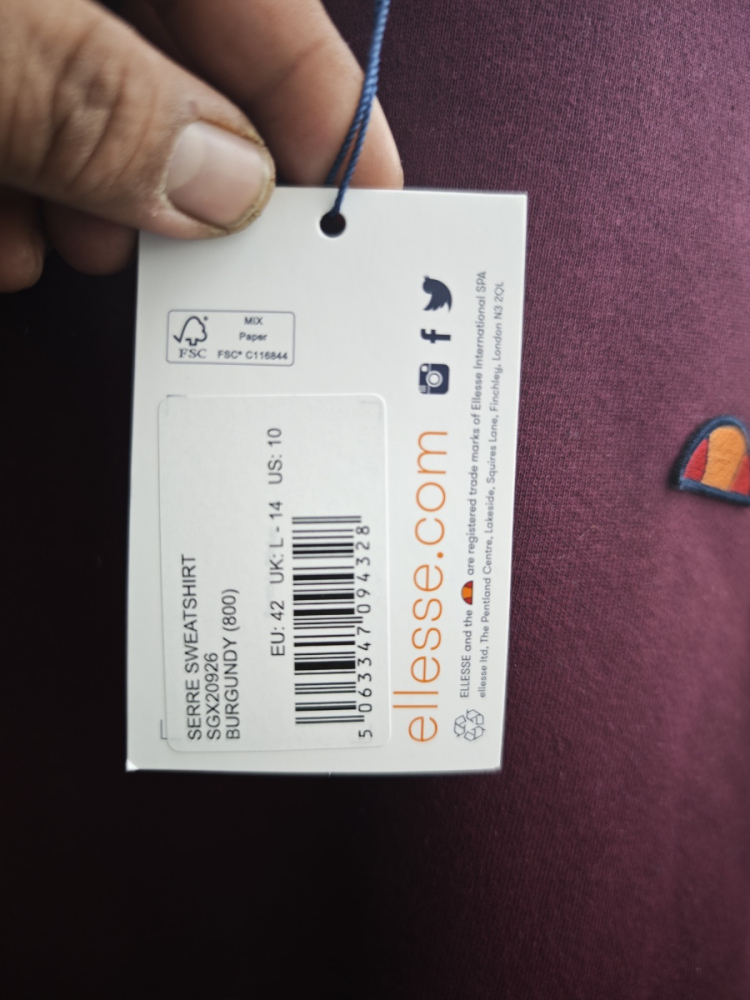 SERRE SWEATSHIRT
SGX20926
BURGUNDY (800)
EU: 42 UK: L - 14 US: 10
5 063347 094328
MIX
Paper
FSC
FSC® C116844
ellesse.com
ELLESSE and the are registered trade marks of Ellesse International SPA
ellesse ltd, The Pentland Centre, Lakeside, Squires Lane, Finchley, London N3 2QL